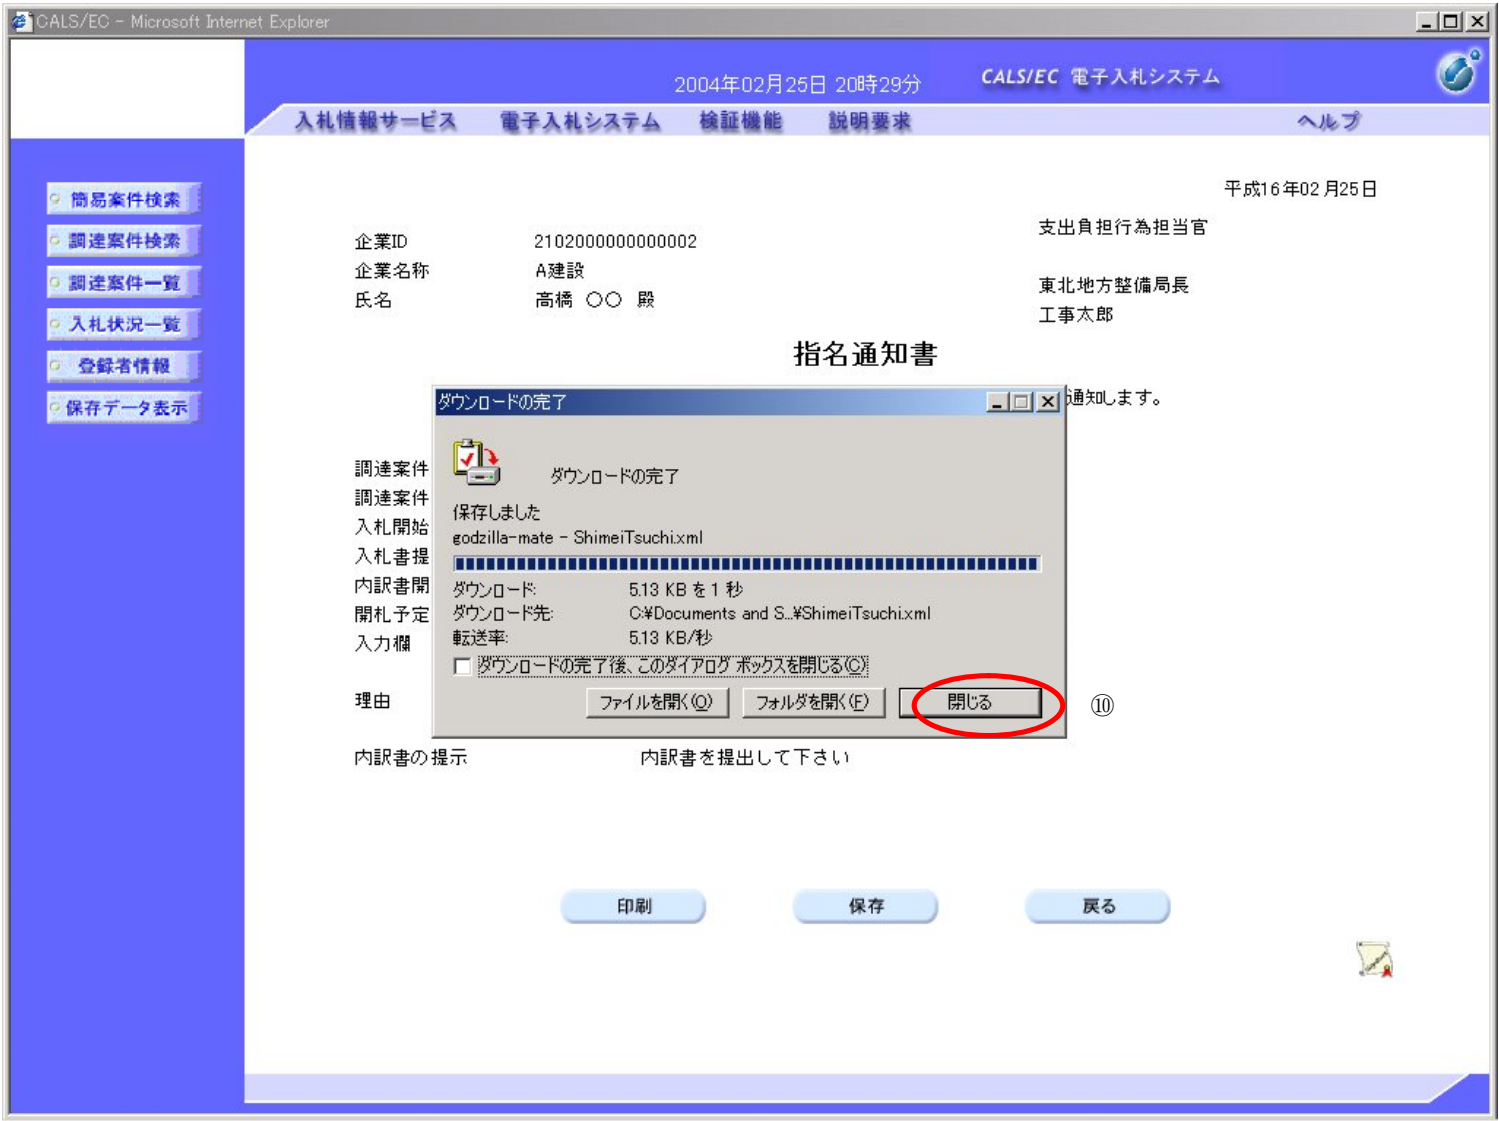 CALS/EC - Microsoft Internet Explorer
2004年02月25日 20時29分
CALS/EC 電子入札システム
入札情報サービス 電子入札システム 検証機能 説明要求 ヘルプ
簡易案件検索
調達案件検索
調達案件一覧
入札状況一覧
登録者情報
保存データ表示
平成16年02月25日
支出負担行為担当官
企業ID 2102000000000002
企業名称 A建設
氏名 高橋 〇〇 殿
東北地方整備局長
工事太郎
指名通知書
通知します。
調達案件
調達案件
入札開始
入札書提
内訳書開
開札予定
入力欄
理由
内訳書の提示 内訳書を提出して下さい
ダウンロードの完了
ダウンロードの完了
保存しました
godzilla-mate - ShimeiTsuchi.xml
ダウンロード: 5.13 KB を 1 秒
ダウンロード先: C:¥Documents and S...¥ShimeiTsuchi.xml
転送率: 5.13 KB/秒
ダウンロードの完了後、このダイアログ ボックスを閉じる(C)
ファイルを開く(O) フォルダを開く(F) 閉じる
⑩
印刷 保存 戻る